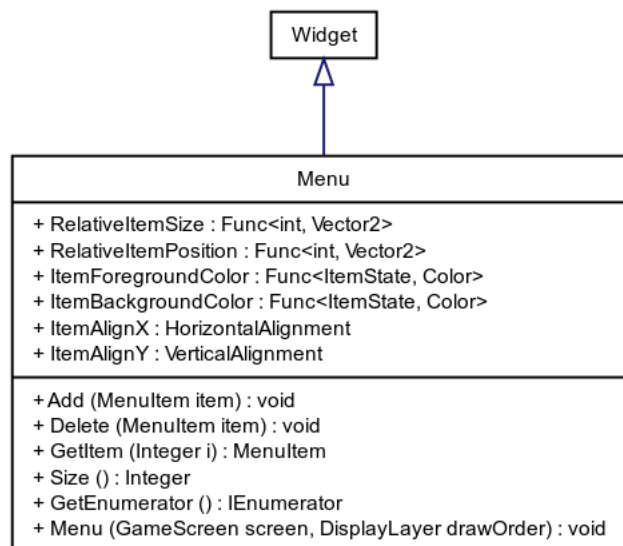 Widget
Menu
+ RelativeItemSize : Func<int, Vector2>
+ RelativeItemPosition : Func<int, Vector2>
+ ItemForegroundColor : Func<ItemState, Color>
+ ItemBackgroundColor : Func<ItemState, Color>
+ ItemAlignX : HorizontalAlignment
+ ItemAlignY : VerticalAlignment
+ Add (MenuItem item) : void
+ Delete (MenuItem item) : void
+ GetItem (Integer i) : MenuItem
+ Size () : Integer
+ GetEnumerator () : IEnumerator
+ Menu (GameScreen screen, DisplayLayer drawOrder) : void